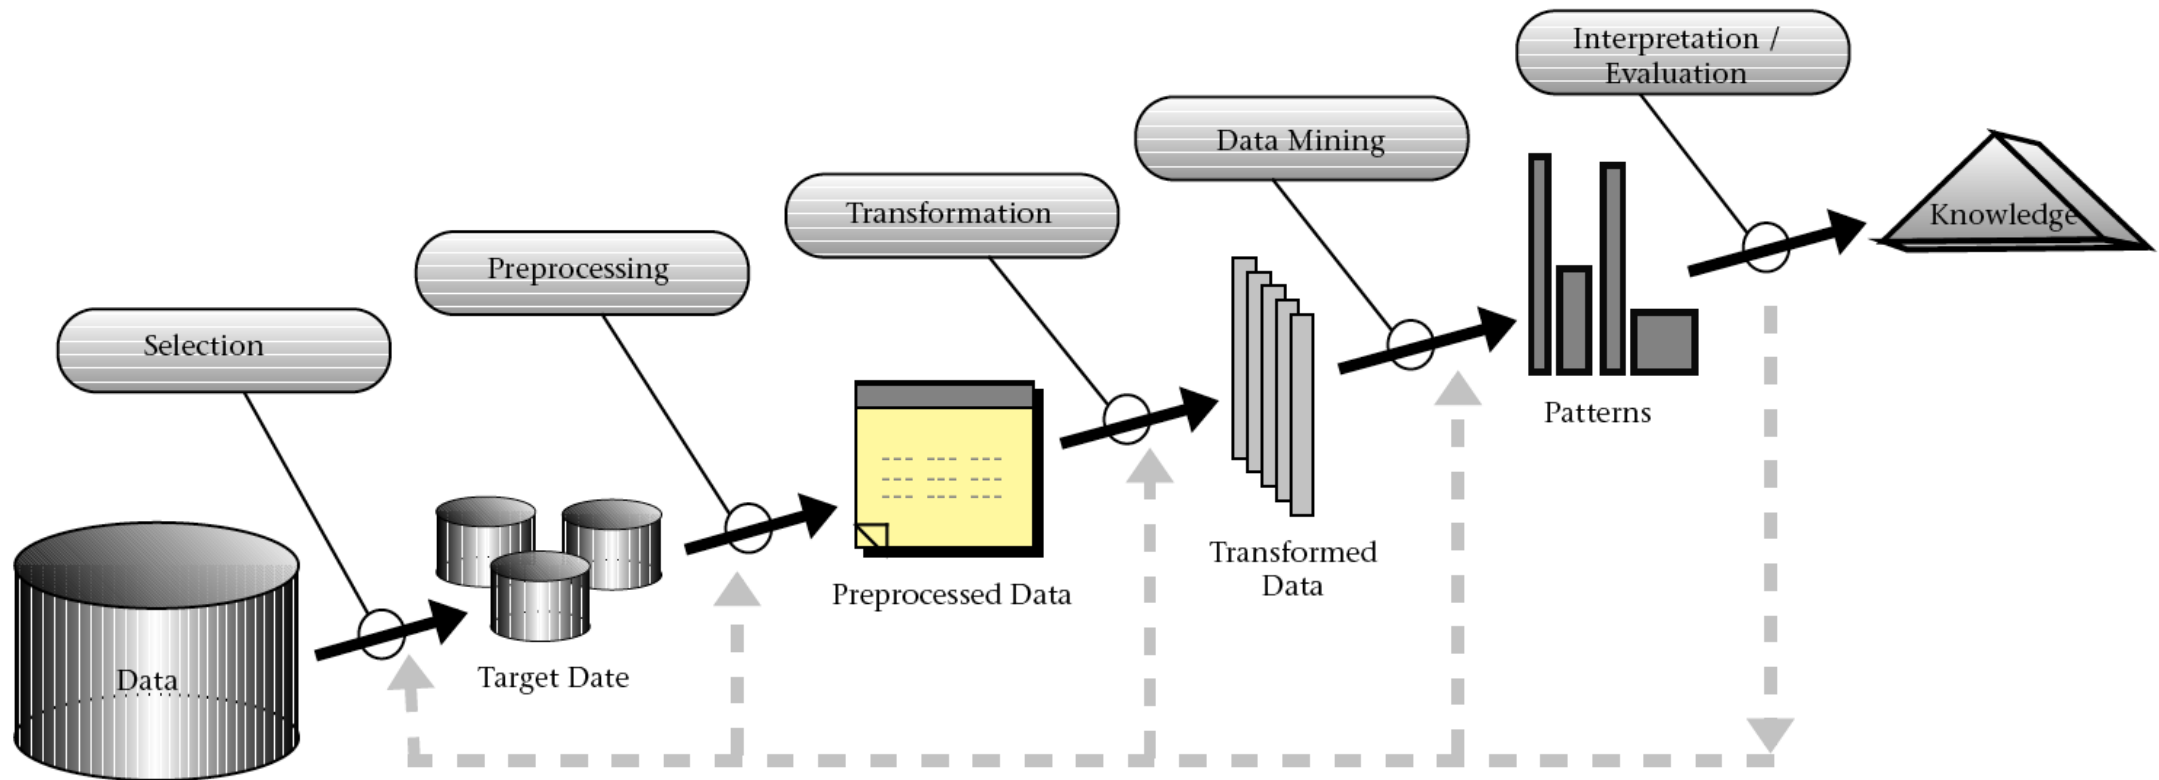 Interpretation /
Evaluation
Data Mining
Transformation
Knowledge
Preprocessing
Selection
Patterns
Transformed
Data
Preprocessed Data
Target Date
Data